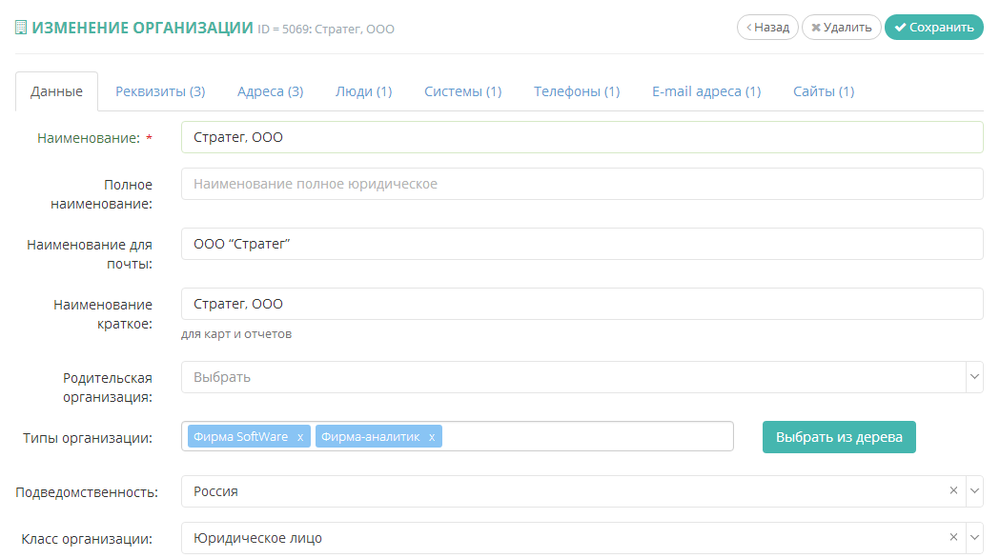 ИЗМЕНЕНИЕ ОРГАНИЗАЦИИ ID = 5069: Стратег, ООО
Назад
Удалить
Сохранить
Данные
Реквизиты (3)
Адреса (3)
Люди (1)
Системы (1)
Телефоны (1)
E-mail адреса (1)
Сайты (1)
Наименование: *
Стратег, ООО
Полное
наименование:
Наименование полное юридическое
Наименование для
почты:
ООО “Стратег”
Наименование
краткое:
Стратег, ООО
для карт и отчетов
Родительская
организация:
Выбрать
Типы организации:
Фирма SoftWare x
Фирма-аналитик x
Выбрать из дерева
Подведомственность:
Россия
Класс организации:
Юридическое лицо